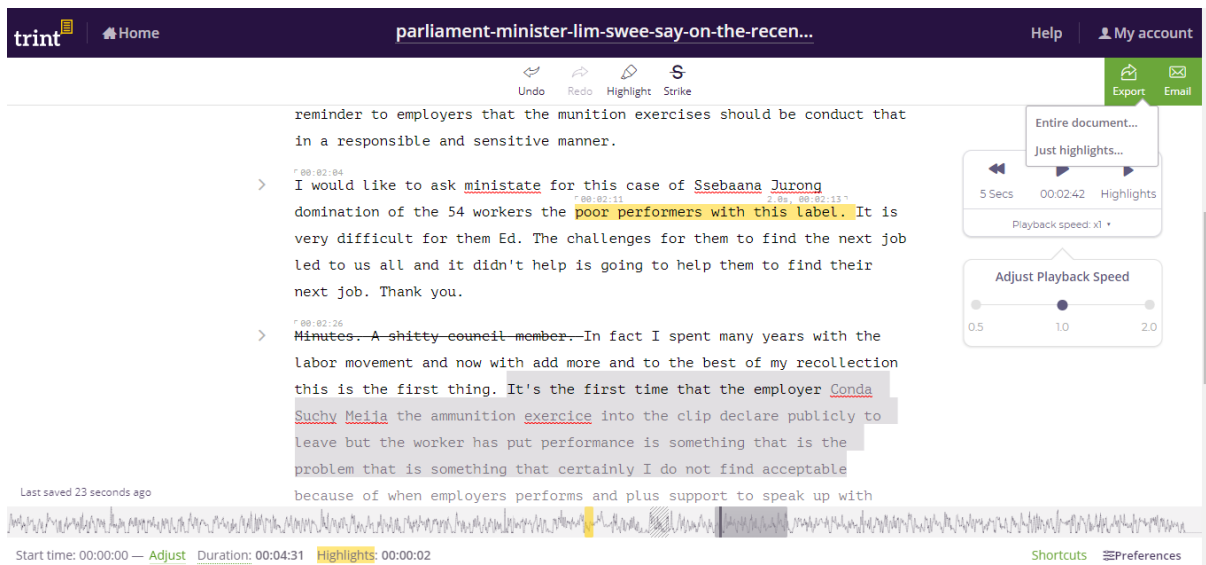 trint Home parliament-minister-lim-swee-say-on-the-recen... Help My account
Undo Redo Highlight Strike Export Email
Entire document...
Just highlights...
reminder to employers that the munition exercises should be conduct that
in a responsible and sensitive manner.
00:02:04
I would like to ask ministate for this case of Ssebaana Jurong
00:02:11 2.0s, 00:02:13
domination of the 54 workers the poor performers with this label. It is
very difficult for them Ed. The challenges for them to find the next job
led to us all and it didn't help is going to help them to find their
next job. Thank you.
00:02:26
Minutes. A shitty council member. In fact I spent many years with the
labor movement and now with add more and to the best of my recollection
this is the first thing. It's the first time that the employer Conda
Suchy Meija the ammunition exercice into the clip declare publicly to
leave but the worker has put performance is something that is the
problem that is something that certainly I do not find acceptable
because of when employers performs and plus support to speak up with
5 Secs 00:02:42 Highlights
Playback speed: x1
Adjust Playback Speed
0.5 1.0 2.0
Last saved 23 seconds ago
Start time: 00:00:00 — Adjust Duration: 00:04:31 Highlights: 00:00:02 Shortcuts Preferences